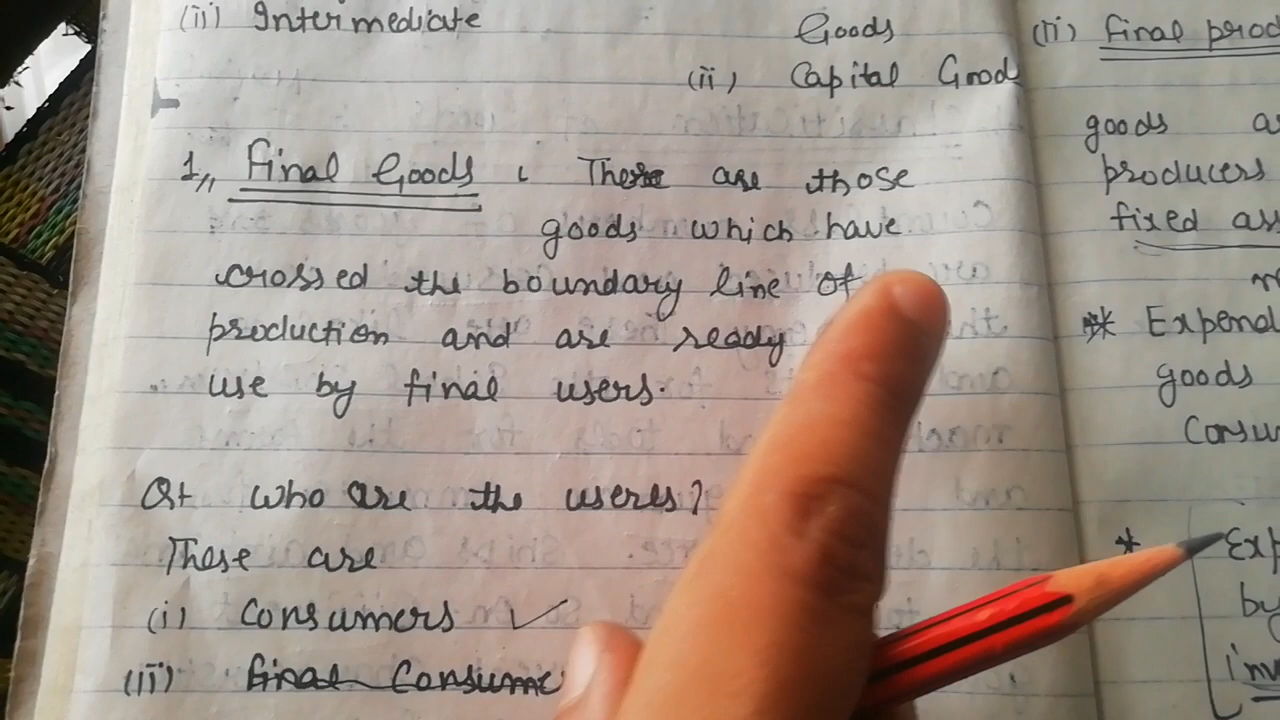 (ii) Intermediate
Goods
(ii) Capital Good
1,, Final Goods : These are those
goods which have
crossed the boundary line of
production and are ready
use by final users.
Q1 Who are the users?
These are
(i) Consumers ✓
(ii) Final Consume
(ii) Final prod
goods a
producers
fixed as
** Expend
goods
Consu
* Exp
by
inv